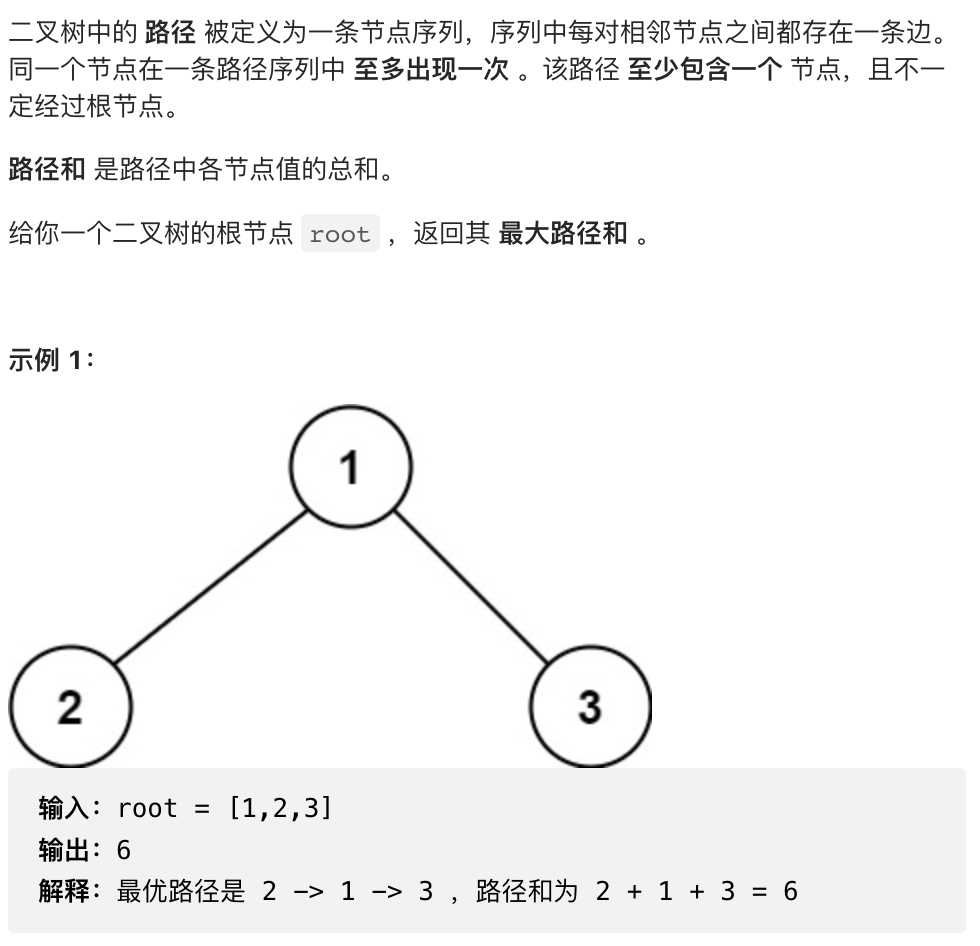 二叉树中的 路径 被定义为一条节点序列，序列中每对相邻节点之间都存在一条边。
同一个节点在一条路径序列中 至多出现一次 。该路径 至少包含一个 节点，且不一
定经过根节点。
路径和 是路径中各节点值的总和。
给你一个二叉树的根节点 root ，返回其 最大路径和 。
示例 1：
1
2
3
输入：root = [1,2,3]
输出：6
解释：最优路径是 2 -> 1 -> 3 ，路径和为 2 + 1 + 3 = 6